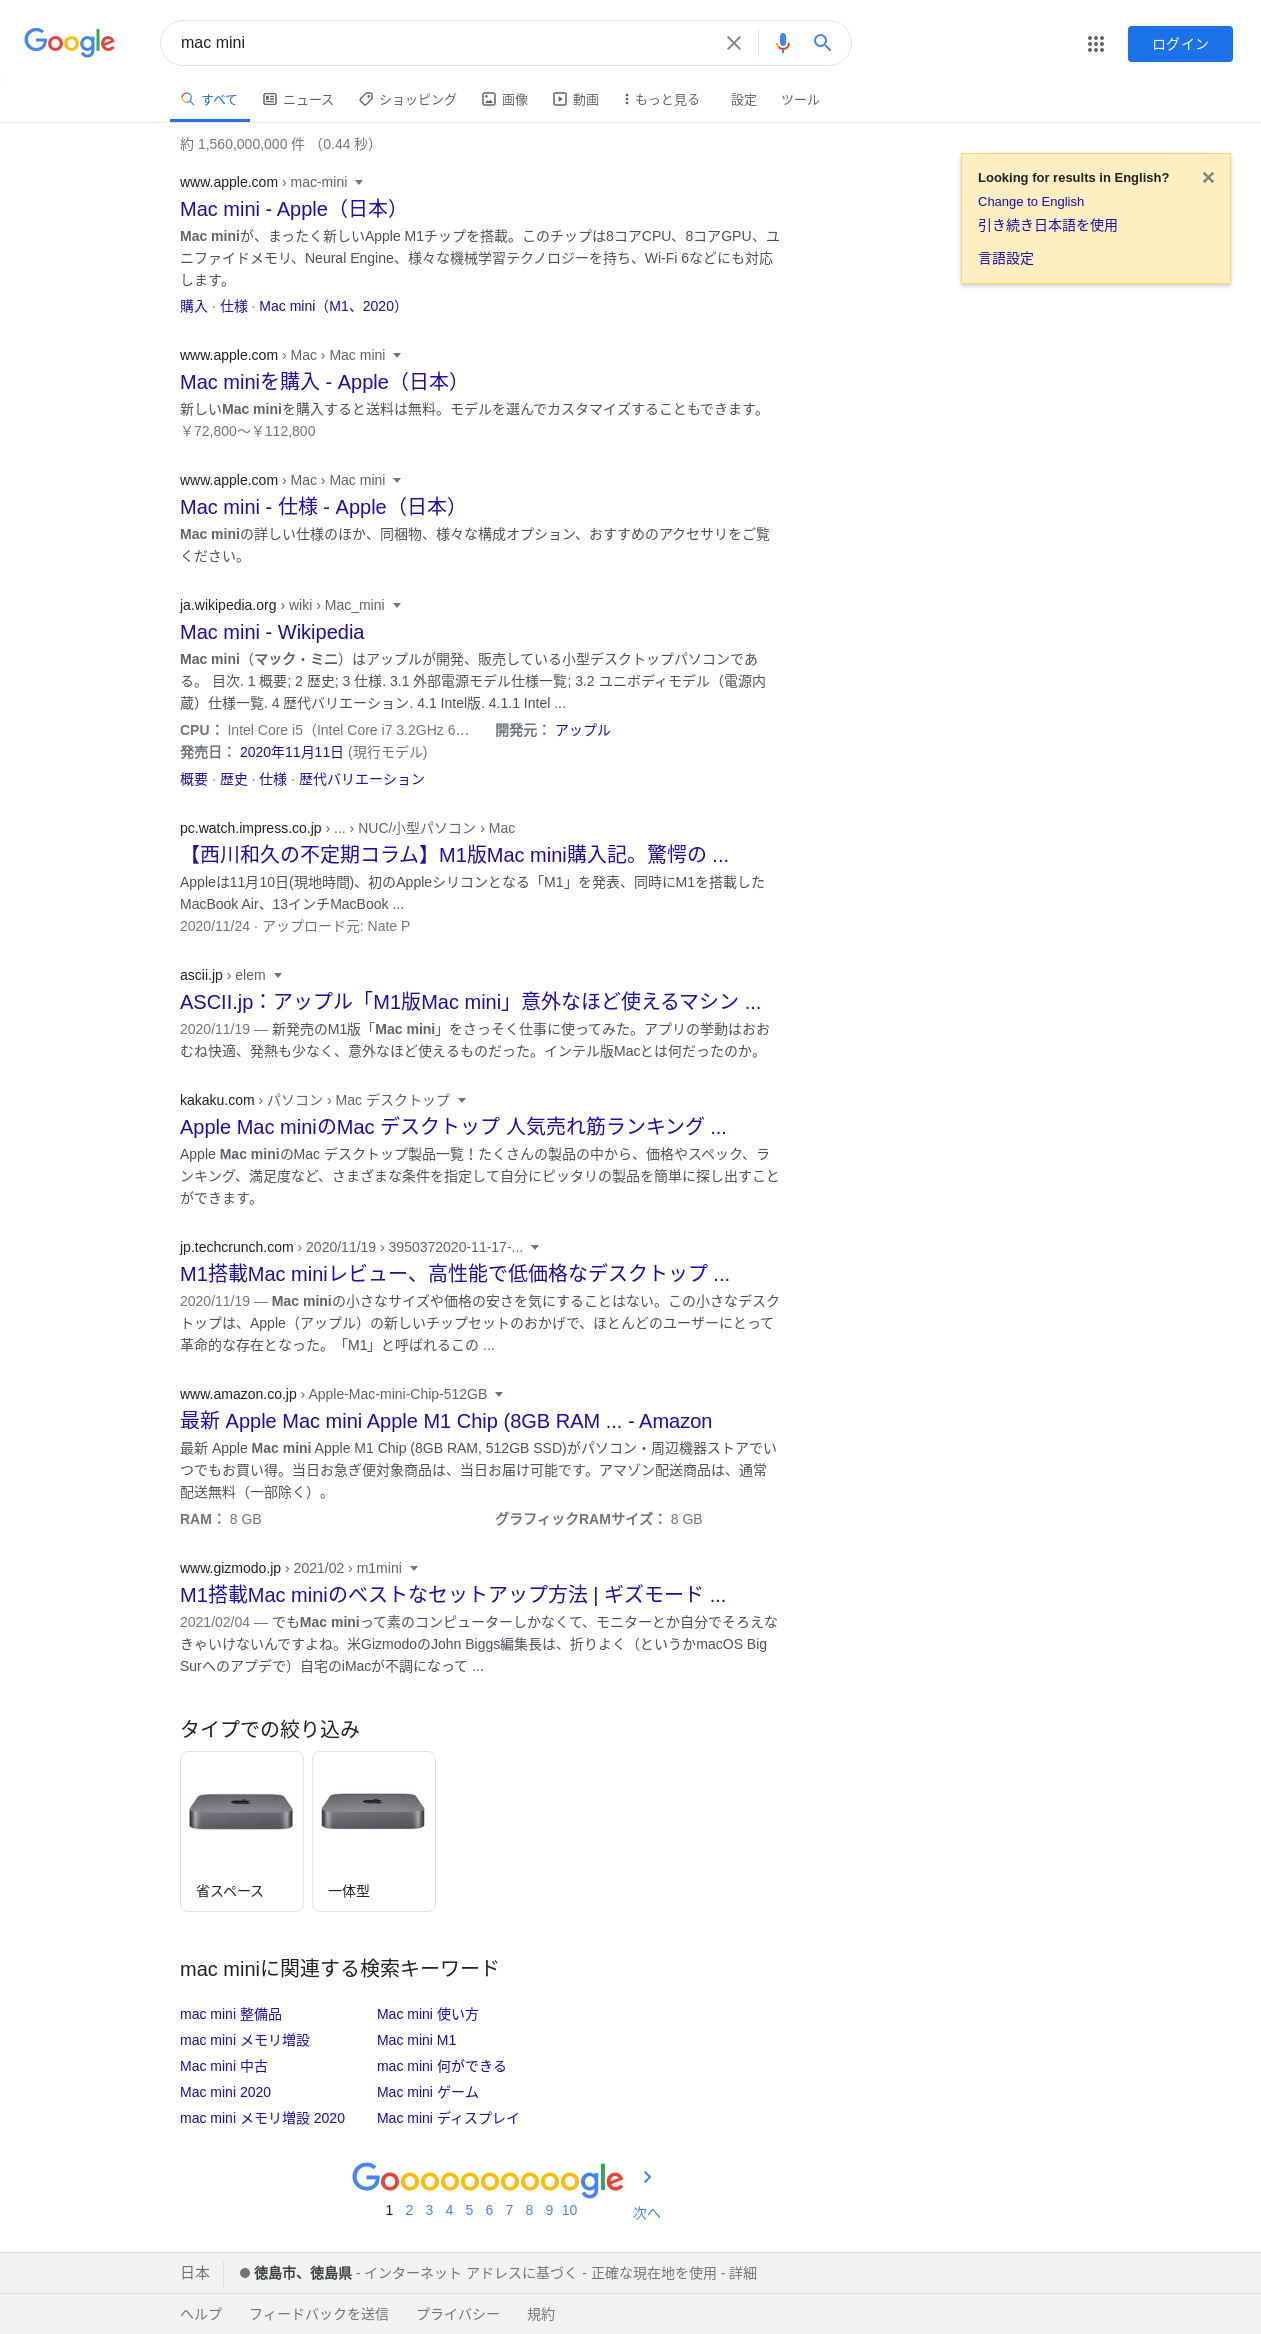 Google
mac mini
ログイン
すべて ニュース ショッピング 画像 動画 もっと見る 設定 ツール
約 1,560,000,000 件 （0.44 秒）
Looking for results in English?
Change to English
引き続き日本語を使用
言語設定
www.apple.com › mac-mini
Mac mini - Apple（日本）
Mac miniが、まったく新しいApple M1チップを搭載。このチップは8コアCPU、8コアGPU、ユ
ニファイドメモリ、Neural Engine、様々な機械学習テクノロジーを持ち、Wi-Fi 6などにも対応
します。
購入 · 仕様 · Mac mini（M1、2020）
www.apple.com › Mac › Mac mini
Mac miniを購入 - Apple（日本）
新しいMac miniを購入すると送料は無料。モデルを選んでカスタマイズすることもできます。
￥72,800～￥112,800
www.apple.com › Mac › Mac mini
Mac mini - 仕様 - Apple（日本）
Mac miniの詳しい仕様のほか、同梱物、様々な構成オプション、おすすめのアクセサリをご覧
ください。
ja.wikipedia.org › wiki › Mac_mini
Mac mini - Wikipedia
Mac mini（マック・ミニ）はアップルが開発、販売している小型デスクトップパソコンであ
る。 目次. 1 概要; 2 歴史; 3 仕様. 3.1 外部電源モデル仕様一覧; 3.2 ユニボディモデル（電源内
蔵）仕様一覧. 4 歴代バリエーション. 4.1 Intel版. 4.1.1 Intel ...
CPU： Intel Core i5（Intel Core i7 3.2GHz 6... 開発元： アップル
発売日： 2020年11月11日 (現行モデル)
概要 · 歴史 · 仕様 · 歴代バリエーション
pc.watch.impress.co.jp › ... › NUC/小型パソコン › Mac
【西川和久の不定期コラム】M1版Mac mini購入記。驚愕の ...
Appleは11月10日(現地時間)、初のAppleシリコンとなる「M1」を発表、同時にM1を搭載した
MacBook Air、13インチMacBook ...
2020/11/24 · アップロード元: Nate P
ascii.jp › elem
ASCII.jp：アップル「M1版Mac mini」意外なほど使えるマシン ...
2020/11/19 — 新発売のM1版「Mac mini」をさっそく仕事に使ってみた。アプリの挙動はおお
むね快適、発熱も少なく、意外なほど使えるものだった。インテル版Macとは何だったのか。
kakaku.com › パソコン › Mac デスクトップ
Apple Mac miniのMac デスクトップ 人気売れ筋ランキング ...
Apple Mac miniのMac デスクトップ製品一覧！たくさんの製品の中から、価格やスペック、ラ
ンキング、満足度など、さまざまな条件を指定して自分にピッタリの製品を簡単に探し出すこと
ができます。
jp.techcrunch.com › 2020/11/19 › 3950372020-11-17-...
M1搭載Mac miniレビュー、高性能で低価格なデスクトップ ...
2020/11/19 — Mac miniの小さなサイズや価格の安さを気にすることはない。この小さなデスク
トップは、Apple（アップル）の新しいチップセットのおかげで、ほとんどのユーザーにとって
革命的な存在となった。「M1」と呼ばれるこの ...
www.amazon.co.jp › Apple-Mac-mini-Chip-512GB
最新 Apple Mac mini Apple M1 Chip (8GB RAM ... - Amazon
最新 Apple Mac mini Apple M1 Chip (8GB RAM, 512GB SSD)がパソコン・周辺機器ストアでい
つでもお買い得。当日お急ぎ便対象商品は、当日お届け可能です。アマゾン配送商品は、通常
配送無料（一部除く）。
RAM： 8 GB グラフィックRAMサイズ： 8 GB
www.gizmodo.jp › 2021/02 › m1mini
M1搭載Mac miniのベストなセットアップ方法 | ギズモード ...
2021/02/04 — でもMac miniって素のコンピューターしかなくて、モニターとか自分でそろえな
きゃいけないんですよね。米GizmodoのJohn Biggs編集長は、折りよく（というかmacOS Big
Surへのアプデで）自宅のiMacが不調になって ...
タイプでの絞り込み
省スペース 一体型
mac miniに関連する検索キーワード
mac mini 整備品 Mac mini 使い方
mac mini メモリ増設 Mac mini M1
Mac mini 中古 mac mini 何ができる
Mac mini 2020 Mac mini ゲーム
mac mini メモリ増設 2020 Mac mini ディスプレイ
Goooooooooogle
1 2 3 4 5 6 7 8 9 10 次へ
日本 徳島市、徳島県 - インターネット アドレスに基づく - 正確な現在地を使用 - 詳細
ヘルプ フィードバックを送信 プライバシー 規約